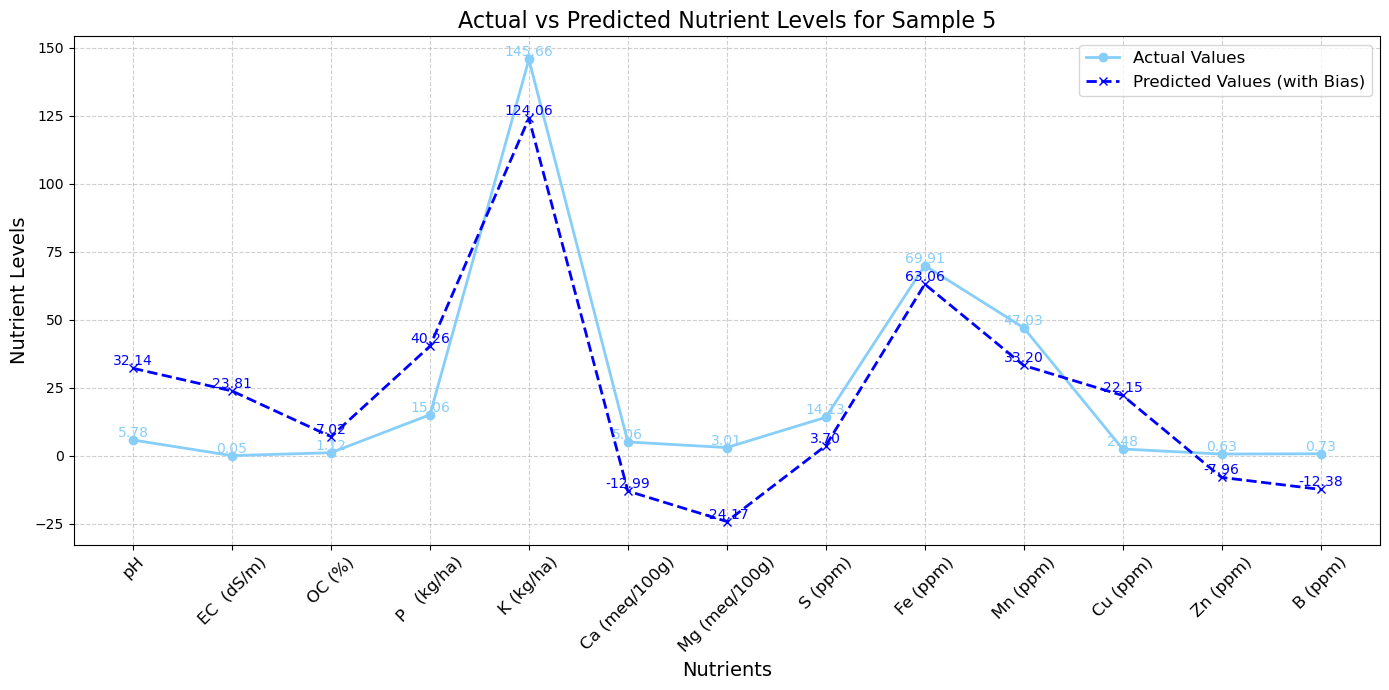 Actual vs Predicted Nutrient Levels for Sample 5
Actual Values
Predicted Values (with Bias)
Nutrient Levels
150
125
100
75
50
25
0
−25
145.66
124.06
69.91
63.06
47.03
40.26
33.20
32.14
23.81
22.15
15.06
14.13
7.02
5.78
3.70
3.01
2.48
1.12
0.05
0.63
0.73
-7.96
-12.38
-12.99
-24.17
pH
EC (dS/m)
OC (%)
P (kg/ha)
K (kg/ha)
Ca (meq/100g)
Mg (meq/100g)
S (ppm)
Fe (ppm)
Mn (ppm)
Cu (ppm)
Zn (ppm)
B (ppm)
Nutrients